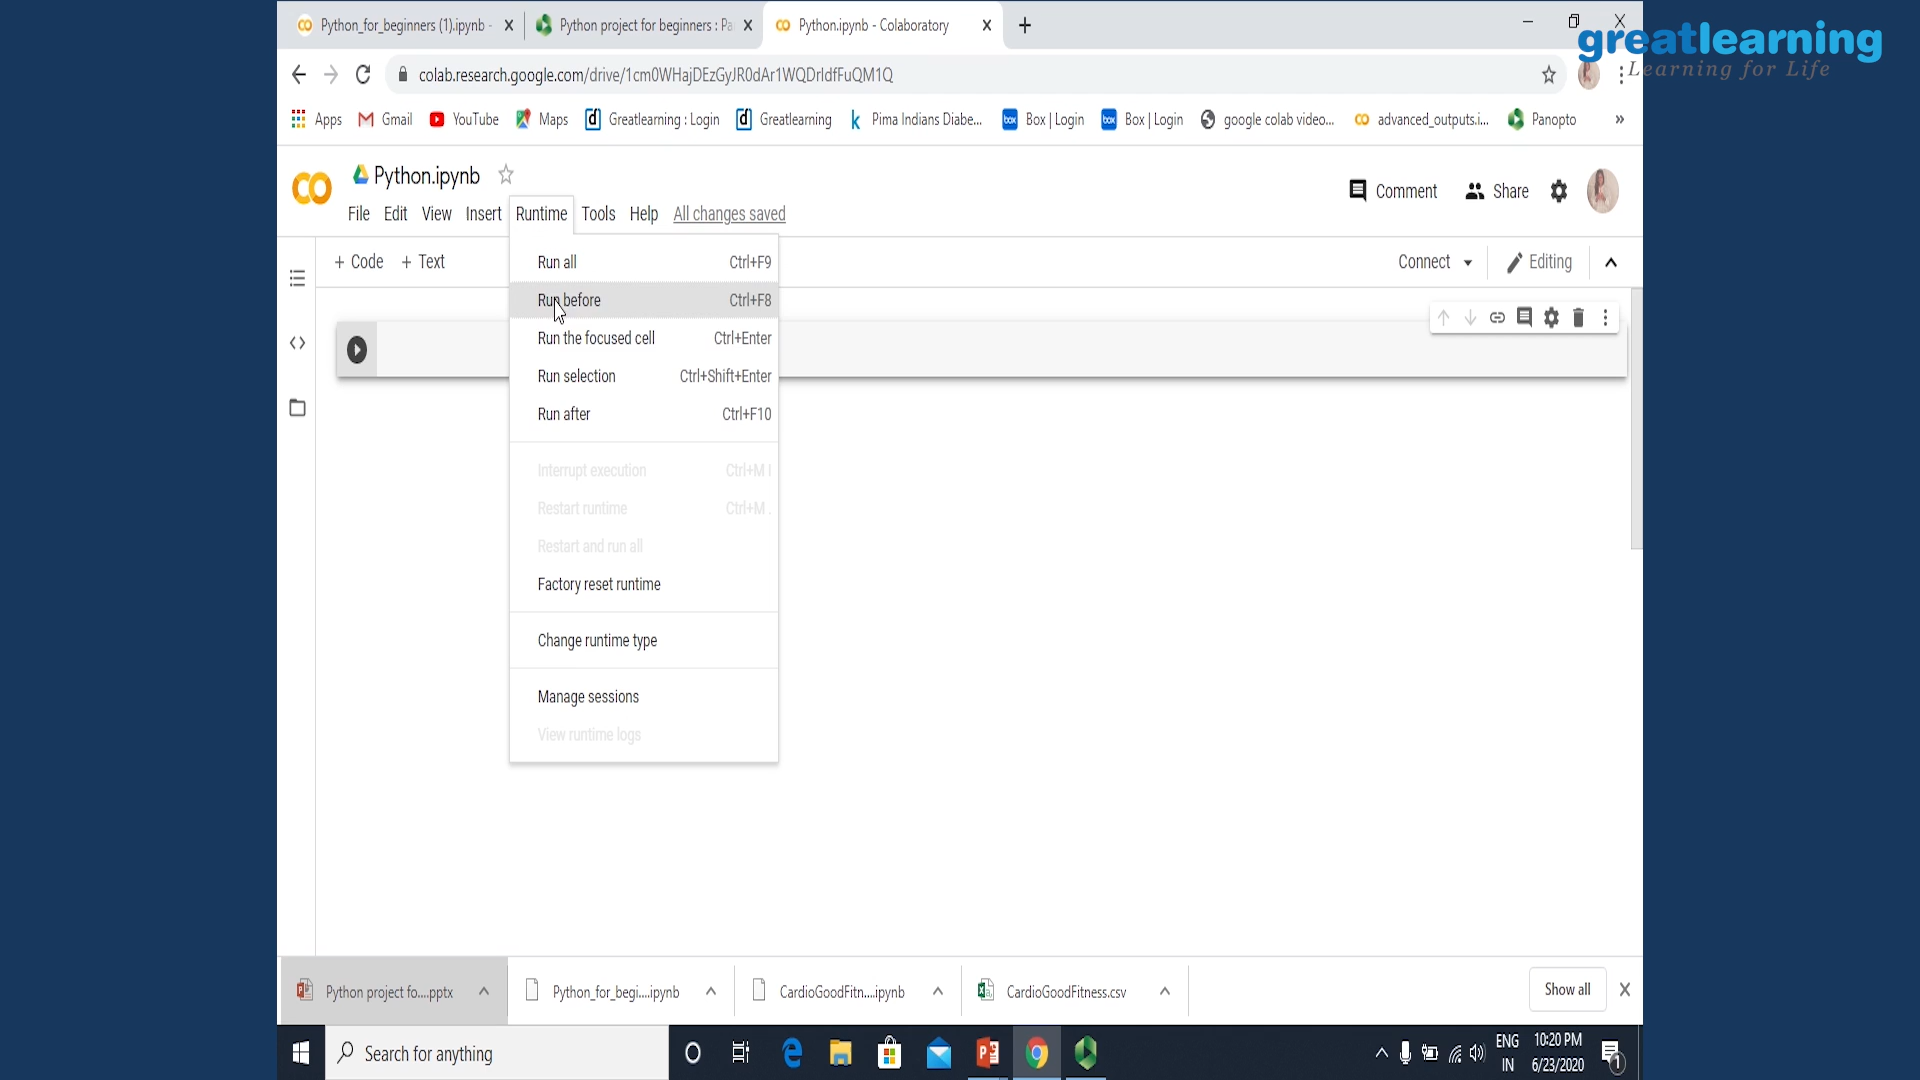 Python_for_beginners (1).ipynb -
Python project for beginners : Pa
Python.ipynb - Colaboratory
greatlearning
Learning for Life
colab.research.google.com/drive/1cm0WHajDEzGyJR0dAr1WQDrIdfFuQM1Q
Apps
Gmail
YouTube
Maps
Greatlearning : Login
Greatlearning
Pima Indians Diabe...
Box | Login
Box | Login
google colab video...
advanced_outputs.i...
Panopto
»
Python.ipynb
Comment
Share
File Edit View Insert Runtime Tools Help All changes saved
+ Code + Text
Connect
Editing
Run all Ctrl+F9
Run before Ctrl+F8
Run the focused cell Ctrl+Enter
Run selection Ctrl+Shift+Enter
Run after Ctrl+F10
Interrupt execution Ctrl+M I
Restart runtime Ctrl+M .
Restart and run all
Factory reset runtime
Change runtime type
Manage sessions
View runtime logs
Python project fo....pptx
Python_for_begi....ipynb
CardioGoodFitn....ipynb
CardioGoodFitness.csv
Show all
Search for anything
ENG
IN
10:20 PM
6/23/2020
1